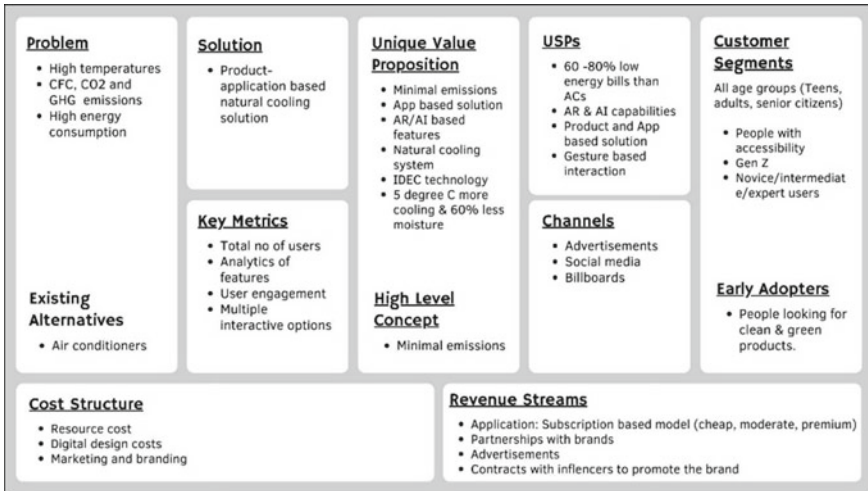 Problem
• High temperatures
• CFC, CO2 and
GHG emissions
• High energy
consumption
Existing
Alternatives
• Air conditioners
Solution
• Product-
application based
natural cooling
solution
Key Metrics
• Total no of users
• Analytics of
features
• User engagement
• Multiple
interactive options
Unique Value
Proposition
• Minimal emissions
• App based solution
• AR/AI based
features
• Natural cooling
system
• IDEC technology
• 5 degree C more
cooling & 60% less
moisture
High Level
Concept
• Minimal emissions
USPs
• 60 -80% low
energy bills than
ACs
• AR & AI capabilities
• Product and App
based solution
• Gesture based
interaction
Channels
• Advertisements
• Social media
• Billboards
Customer
Segments
All age groups (Teens,
adults, senior citizens)
• People with
accessibility
• Gen Z
• Novice/intermediat
e/expert users
Early Adopters
• People looking for
clean & green
products.
Cost Structure
• Resource cost
• Digital design costs
• Marketing and branding
Revenue Streams
• Application: Subscription based model (cheap, moderate, premium)
• Partnerships with brands
• Advertisements
• Contracts with inflencers to promote the brand